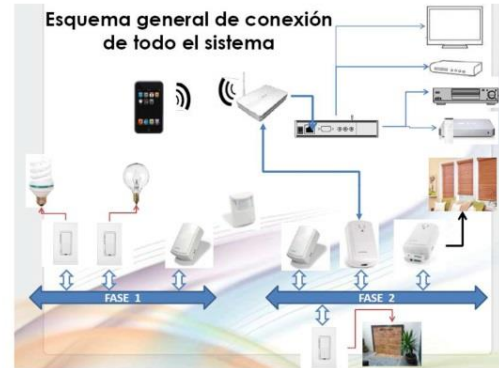 Esquema general de conexión
de todo el sistema
FASE 1
FASE 2